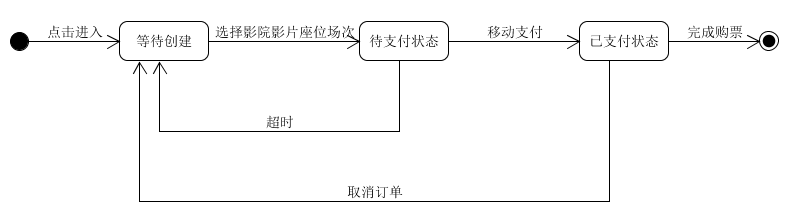 点击进入
等待创建
选择影院影片座位场次
待支付状态
移动支付
已支付状态
完成购票
超时
取消订单